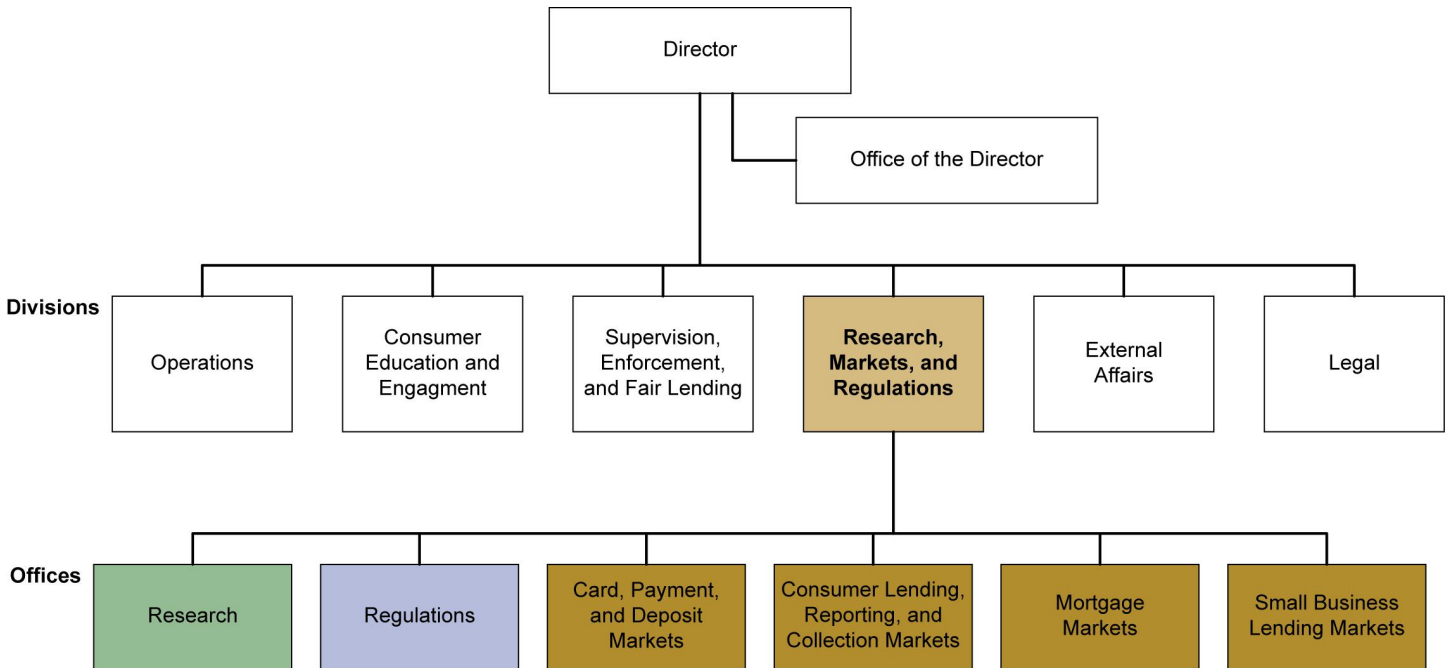 Director
Office of the Director
Divisions
Operations
Consumer
Education and
Engagment
Supervision,
Enforcement,
and Fair Lending
Research,
Markets, and
Regulations
External
Affairs
Legal
Offices
Research
Regulations
Card, Payment,
and Deposit
Markets
Consumer Lending,
Reporting, and
Collection Markets
Mortgage
Markets
Small Business
Lending Markets